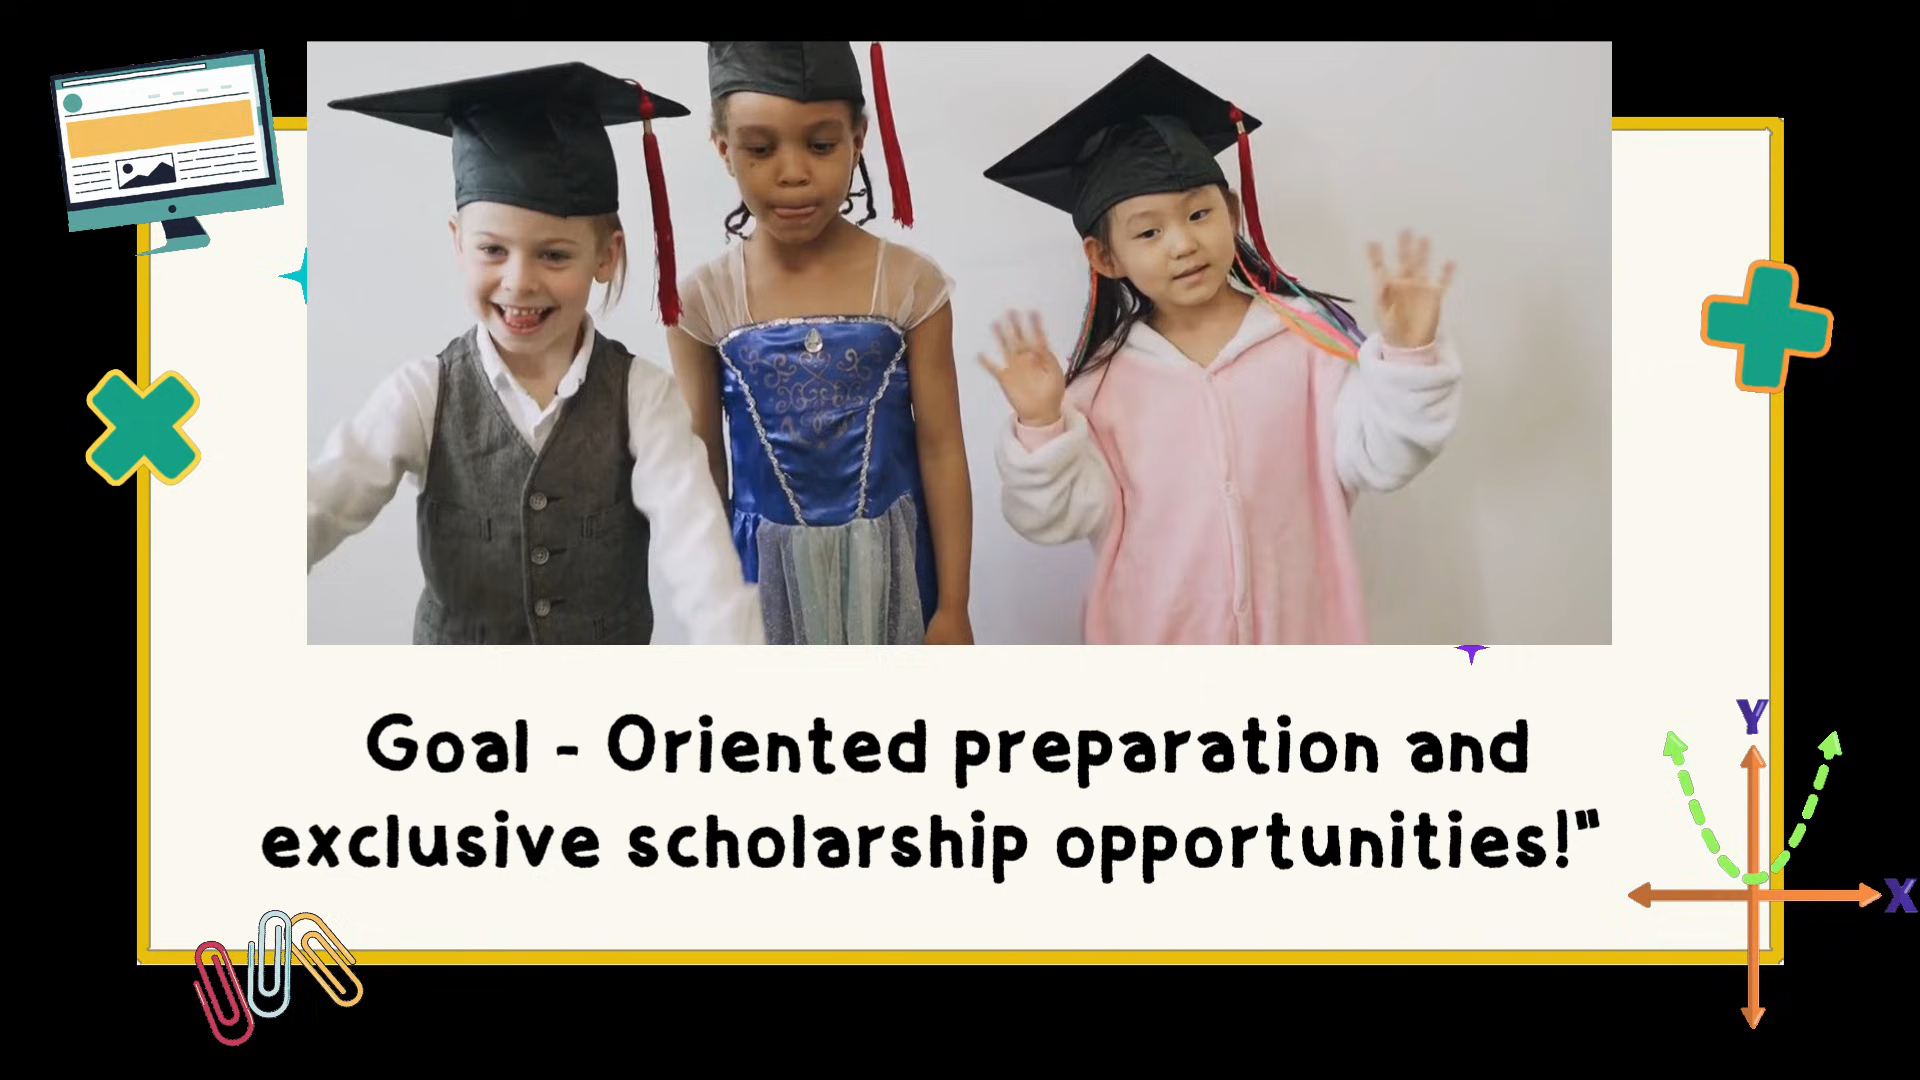 Goal - Oriented preparation and
exclusive scholarship opportunities!"
Y
X